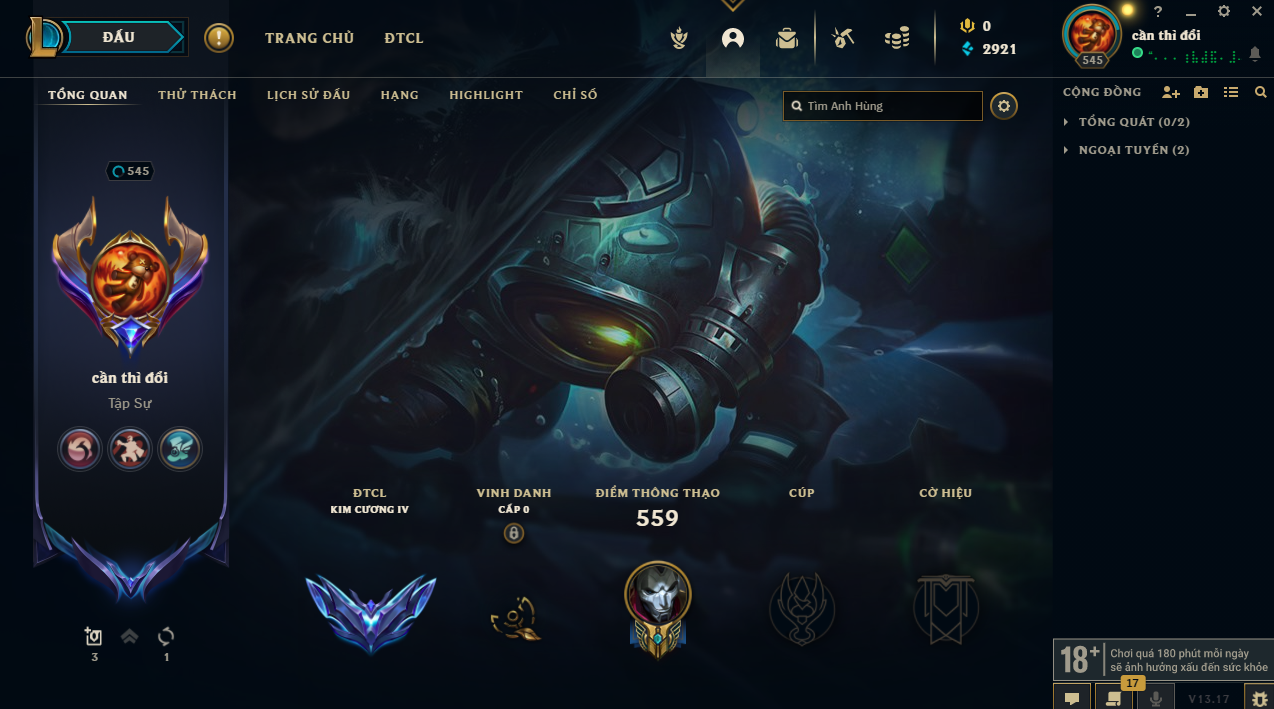 ĐẤU
TRANG CHỦ
ĐTCL
0
2921
545
cần thì đổi
TỔNG QUAN
THỬ THÁCH
LỊCH SỬ ĐẤU
HẠNG
HIGHLIGHT
CHỈ SỐ
Tìm Anh Hùng
CỘNG ĐỒNG
TỔNG QUÁT (0/2)
NGOẠI TUYẾN (2)
545
cần thì đổi
Tập Sự
3
1
ĐTCL
KIM CƯƠNG IV
VINH DANH
CẤP 0
ĐIỂM THÔNG THẠO
559
CÚP
CỜ HIỆU
18+
Chơi quá 180 phút mỗi ngày
sẽ ảnh hưởng xấu đến sức khỏe
17
V13.17